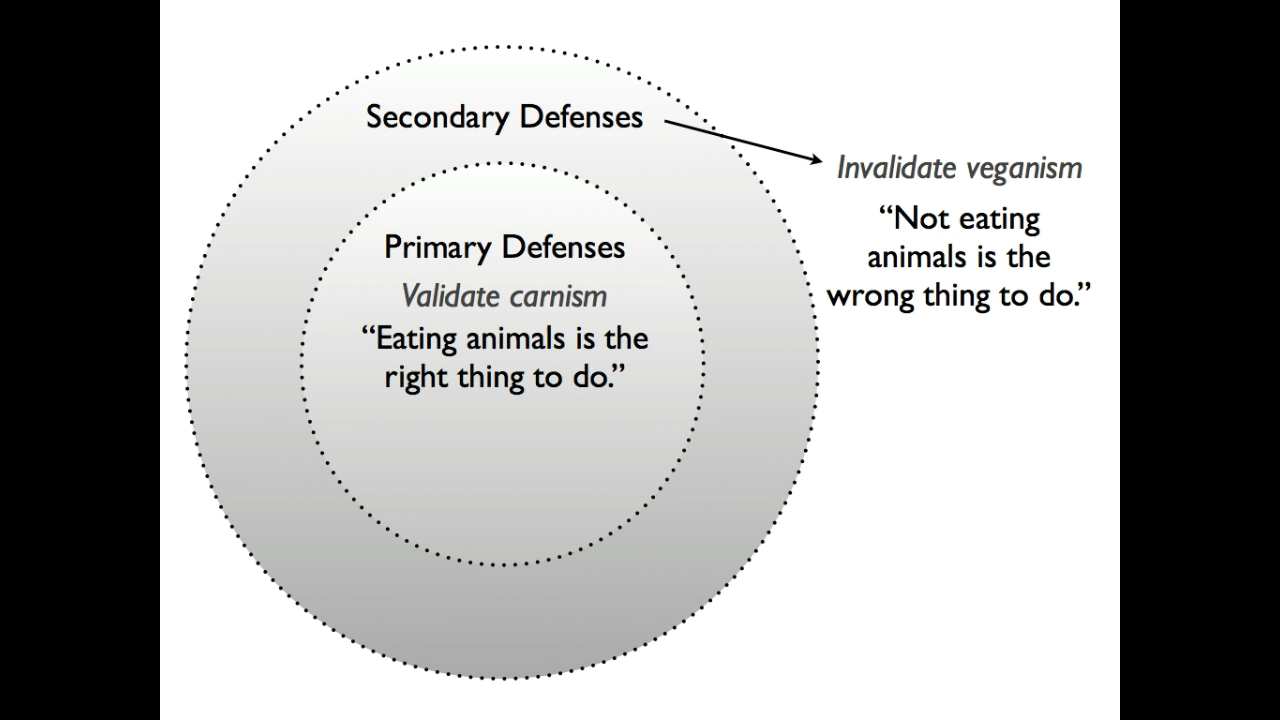 Secondary Defenses
Invalidate veganism
“Not eating
animals is the
wrong thing to do.”
Primary Defenses
Validate carnism
“Eating animals is the
right thing to do.”